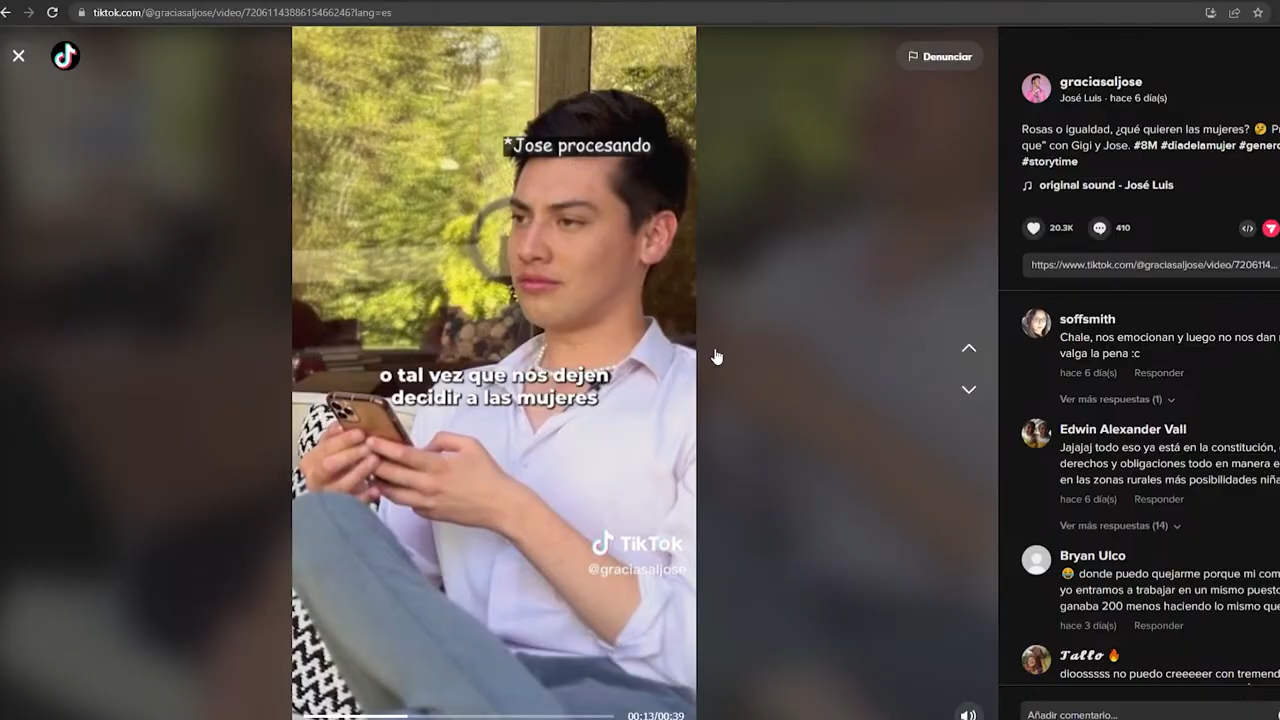 tiktok.com/@graciasaljose/video/7206114388615466246?lang=es
Denunciar
*Jose procesando
o tal vez que nos dejen
decidir a las mujeres
TikTok
@graciasaljose
00:13/00:39
graciasaljose
José Luis · hace 6 día(s)
Rosas o igualdad, ¿qué quieren las mujeres? 🤔
que" con Gigi y Jose. #8M #diadelamujer
#storytime
♫ original sound - José Luis
20.3K
410
https://www.tiktok.com/@graciasaljose/video/7206114...
soffsmith
Chale, nos emocionan y luego no nos dan
valga la pena :c
hace 6 día(s) Responder
Ver más respuestas (1)
Edwin Alexander Vall
Jajajaj todo eso ya está en la constitución,
derechos y obligaciones todo en manera
en las zonas rurales más posibilidades
hace 6 día(s) Responder
Ver más respuestas (14)
Bryan Ulco
😭 donde puedo quejarme porque mi
yo entramos a trabajar en un mismo
ganaba 200 menos haciendo lo mismo
hace 3 día(s) Responder
𝓣𝓪𝓵𝓵𝓸 🔥
dioosssss no puedo creeeeer con
Añadir comentario...